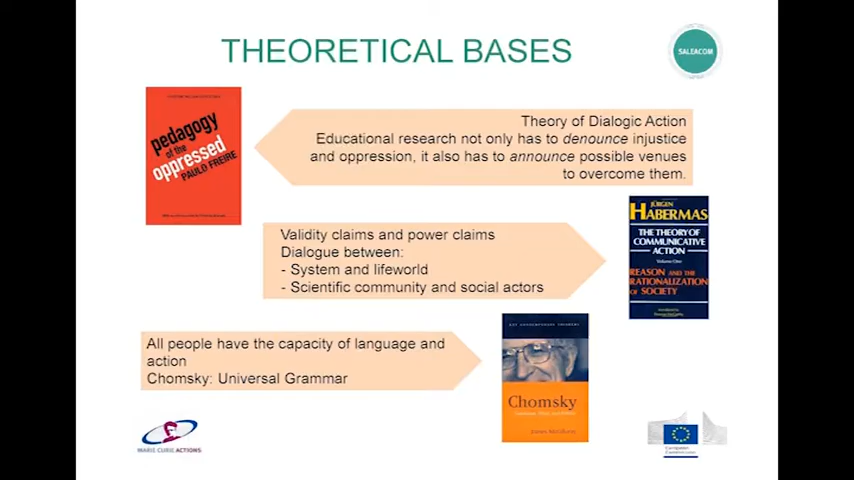 THEORETICAL BASES
SALEACOM
pedagogy
of the
oppressed
PAULO FREIRE
Theory of Dialogic Action
Educational research not only has to denounce injustice
and oppression, it also has to announce possible venues
to overcome them.
Validity claims and power claims
Dialogue between:
- System and lifeworld
- Scientific community and social actors
JÜRGEN
HABERMAS
THE THEORY OF
COMMUNICATIVE
ACTION
Volume One
REASON AND THE
RATIONALIZATION
OF SOCIETY
All people have the capacity of language and
action
Chomsky: Universal Grammar
KEY CONTEMPORARY THINKERS
Chomsky
James McGilvray
MARIE CURIE ACTIONS
European
Commission